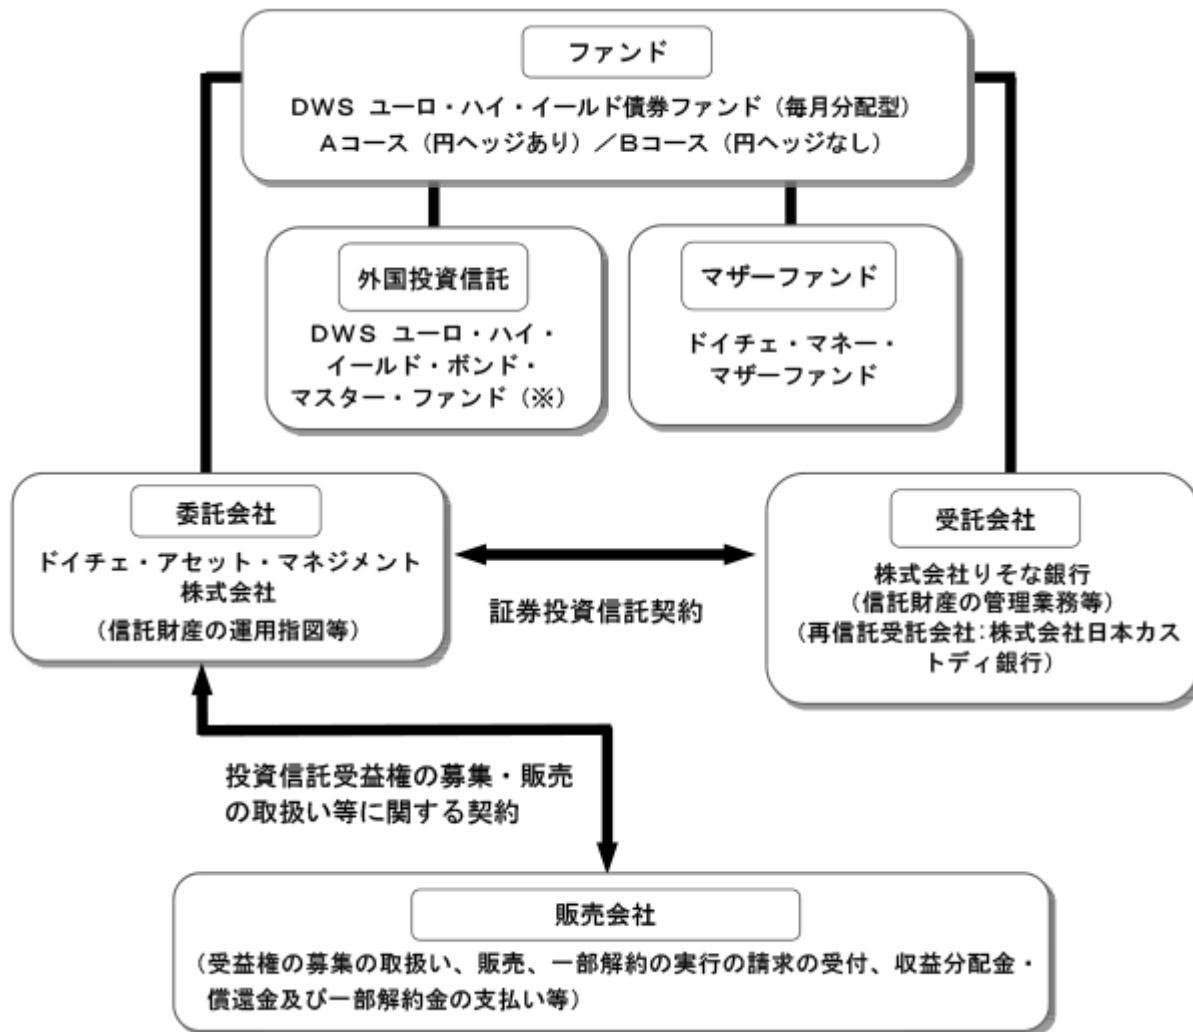 ファンド
DWS ユーロ・ハイ・イールド債券ファンド（毎月分配型）
Aコース（円ヘッジあり）／Bコース（円ヘッジなし）
外国投資信託
DWS ユーロ・ハイ・
イールド・ボンド・
マスター・ファンド（※）
マザーファンド
ドイチェ・マネー・
マザーファンド
委託会社
ドイチェ・アセット・マネジメント
株式会社
（信託財産の運用指図等）
証券投資信託契約
受託会社
株式会社りそな銀行
（信託財産の管理業務等）
（再信託受託会社：株式会社日本カス
トディ銀行）
投資信託受益権の募集・販売
の取扱い等に関する契約
販売会社
（受益権の募集の取扱い、販売、一部解約の実行の請求の受付、収益分配金・
償還金及び一部解約金の支払い等）